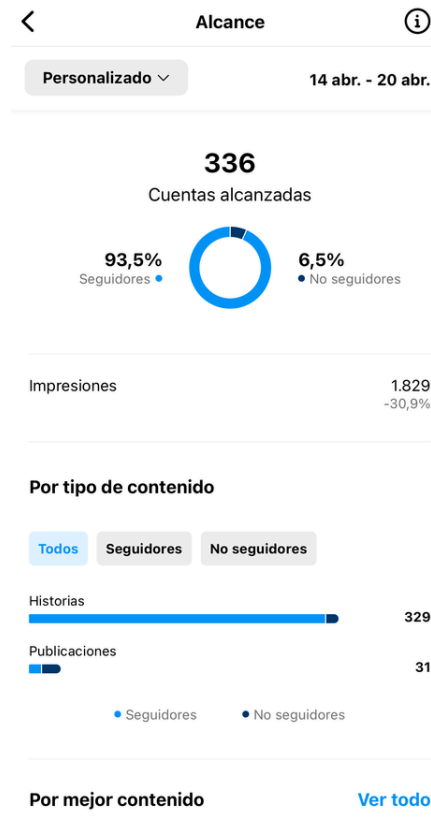 Alcance
Personalizado
14 abr. - 20 abr.
336
Cuentas alcanzadas
93,5%
Seguidores
6,5%
No seguidores
Impresiones
1.829
-30,9%
Por tipo de contenido
Todos
Seguidores
No seguidores
Historias
329
Publicaciones
31
Seguidores
No seguidores
Por mejor contenido
Ver todo